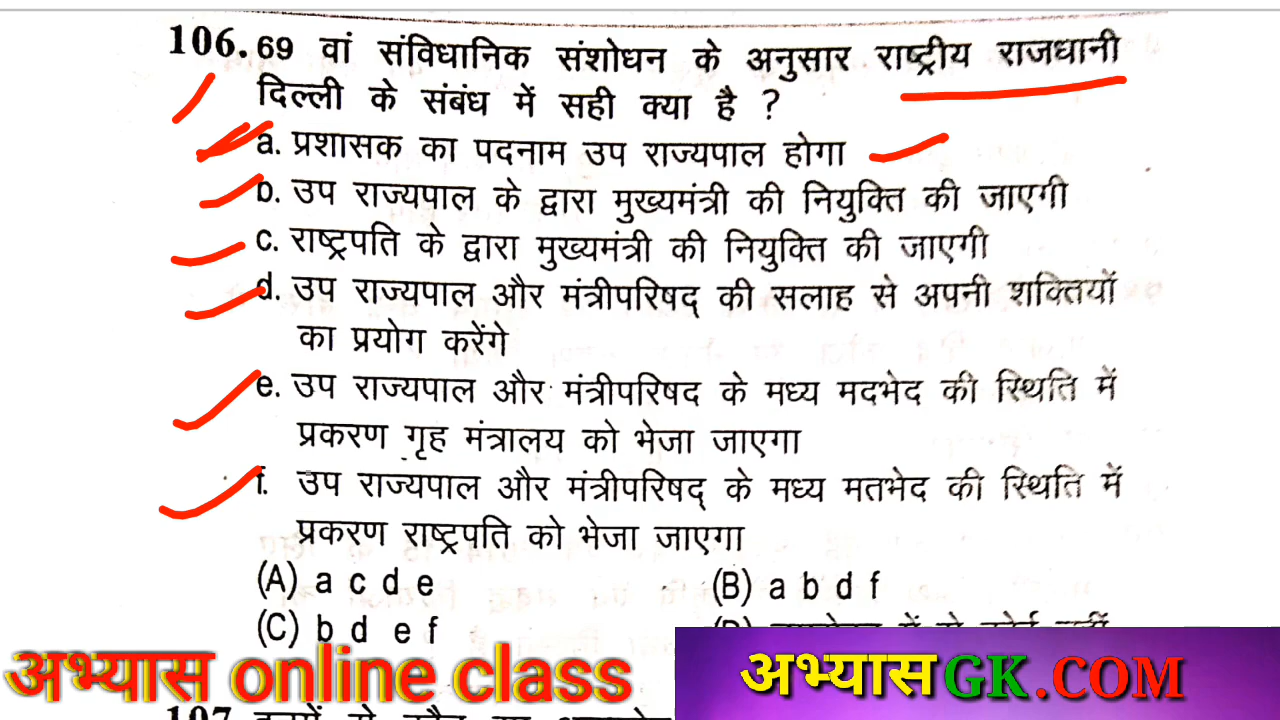 106. 69 वां संविधानिक संशोधन के अनुसार राष्ट्रीय राजधानी
दिल्ली के संबंध में सही क्या है ?
a. प्रशासक का पदनाम उप राज्यपाल होगा
b. उप राज्यपाल के द्वारा मुख्यमंत्री की नियुक्ति की जाएगी
c. राष्ट्रपति के द्वारा मुख्यमंत्री की नियुक्ति की जाएगी
d. उप राज्यपाल और मंत्रीपरिषद् की सलाह से अपनी शक्तियों
का प्रयोग करेंगे
e. उप राज्यपाल और मंत्रीपरिषद के मध्य मदभेद की स्थिति में
प्रकरण गृह मंत्रालय को भेजा जाएगा
f. उप राज्यपाल और मंत्रीपरिषद् के मध्य मतभेद की स्थिति में
प्रकरण राष्ट्रपति को भेजा जाएगा
(A) a c d e (B) a b d f
(C) b d e f
अभ्यास online class अभ्यासGK.COM